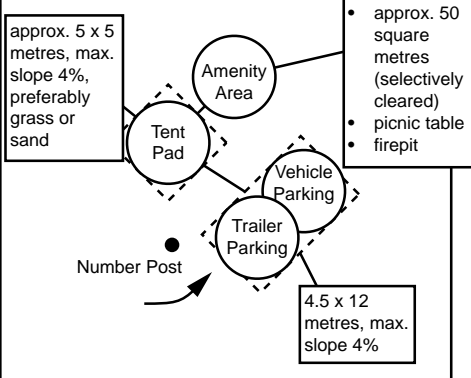 approx. 5 x 5
metres, max.
slope 4%,
preferably
grass or
sand
Amenity
Area
• approx. 50
square
metres
(selectively
cleared)
• picnic table
• firepit
Tent
Pad
Vehicle
Parking
Trailer
Parking
Number Post
4.5 x 12
metres, max.
slope 4%